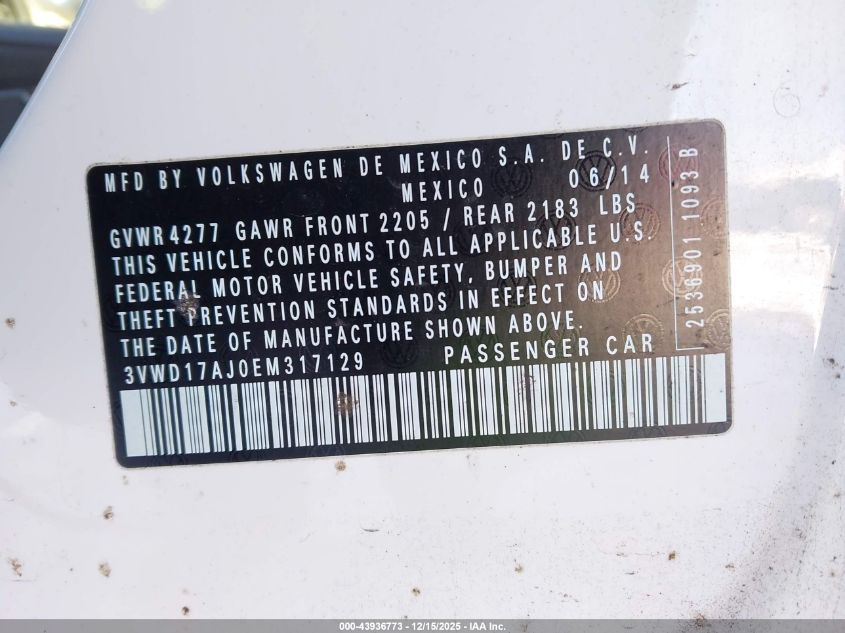 MFD BY VOLKSWAGEN DE MEXICO S.A. DE C.V.
MEXICO 06/14
GVWR 4277 GAWR FRONT 2205 / REAR 2183 LBS
THIS VEHICLE CONFORMS TO ALL APPLICABLE U.S.
FEDERAL MOTOR VEHICLE SAFETY, BUMPER AND
THEFT PREVENTION STANDARDS IN EFFECT ON
THE DATE OF MANUFACTURE SHOWN ABOVE.
3VWD17AJ0EM317129 PASSENGER CAR
2536901 1093 B
000-43936773 - 12/15/2025 - IAA Inc.